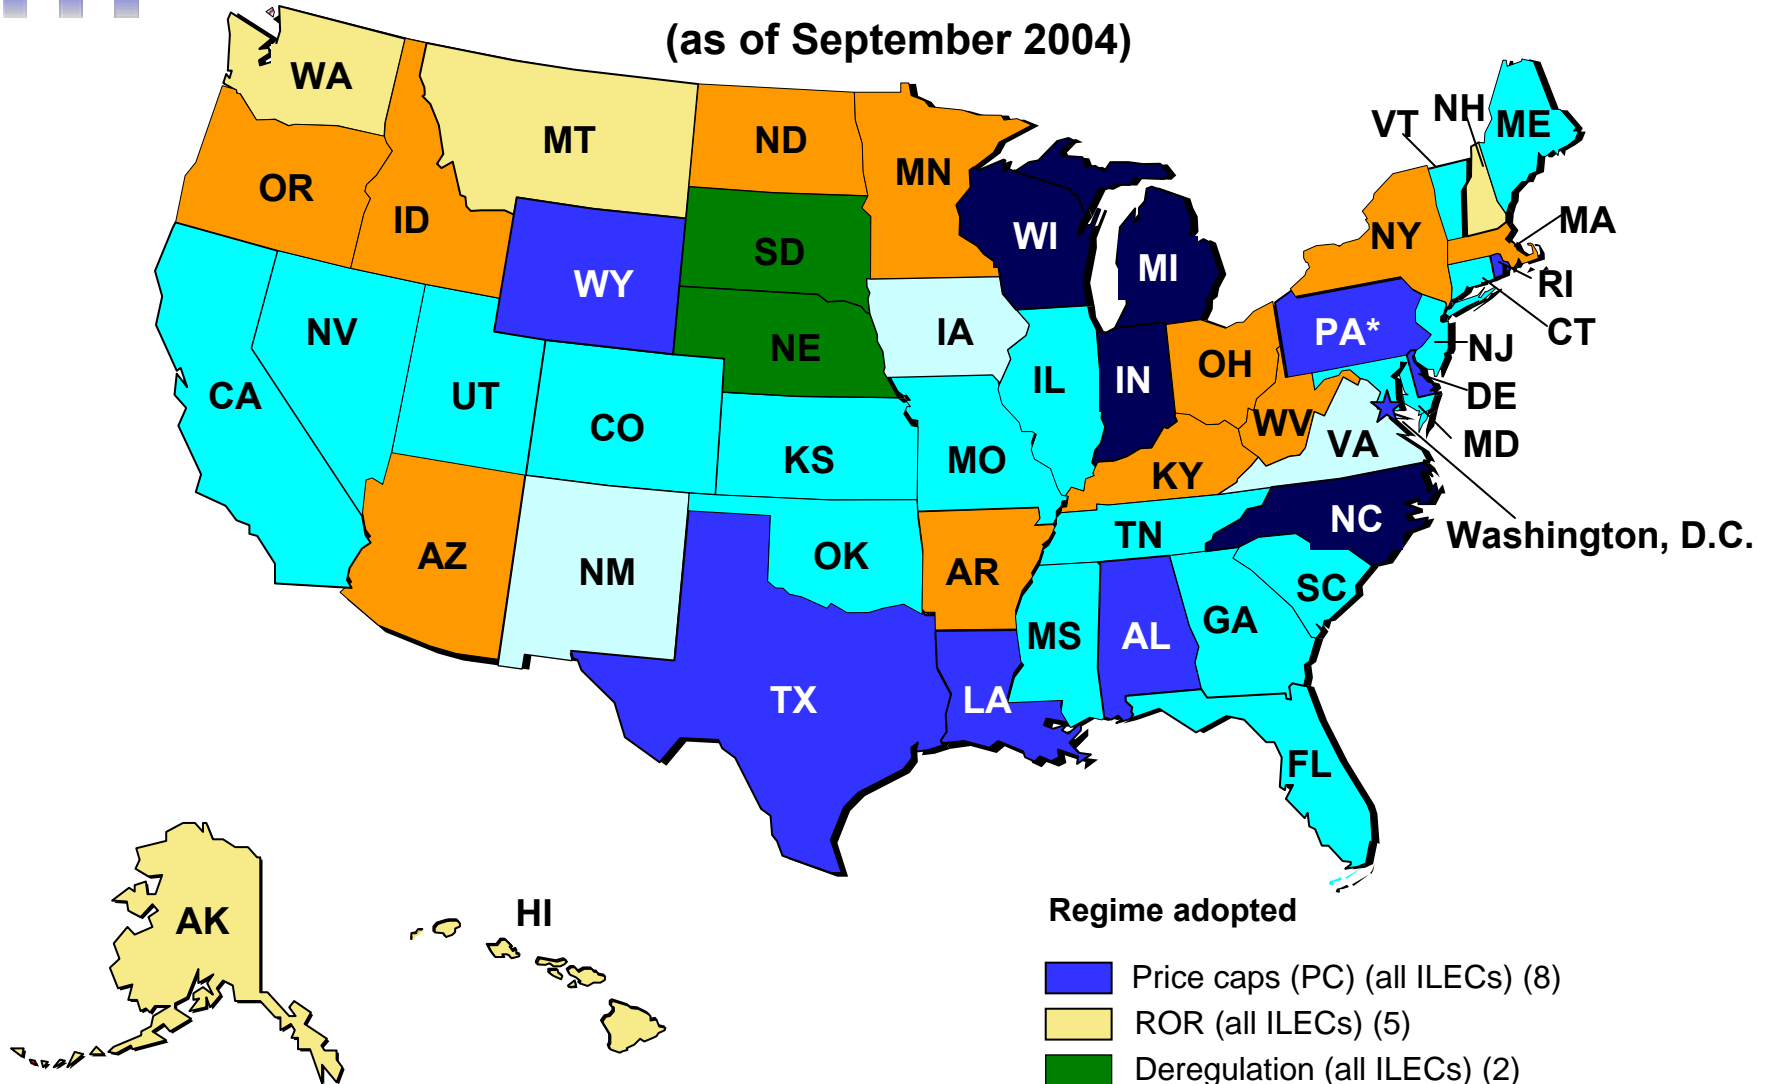 (as of September 2004)
WA
MT
ND
MN
OR
ID
SD
WY
WI
MI
VT
NH
ME
NY
MA
RI
CT
NV
UT
CA
CO
NE
IA
IL
IN
OH
PA*
NJ
DE
MD
WV
VA
KS
MO
KY
NC
Washington, D.C.
TN
AZ
NM
OK
AR
SC
GA
MS
AL
TX
LA
FL
AK
HI
Regime adopted
Price caps (PC) (all ILECs) (8)
ROR (all ILECs) (5)
Deregulation (all ILECs) (2)